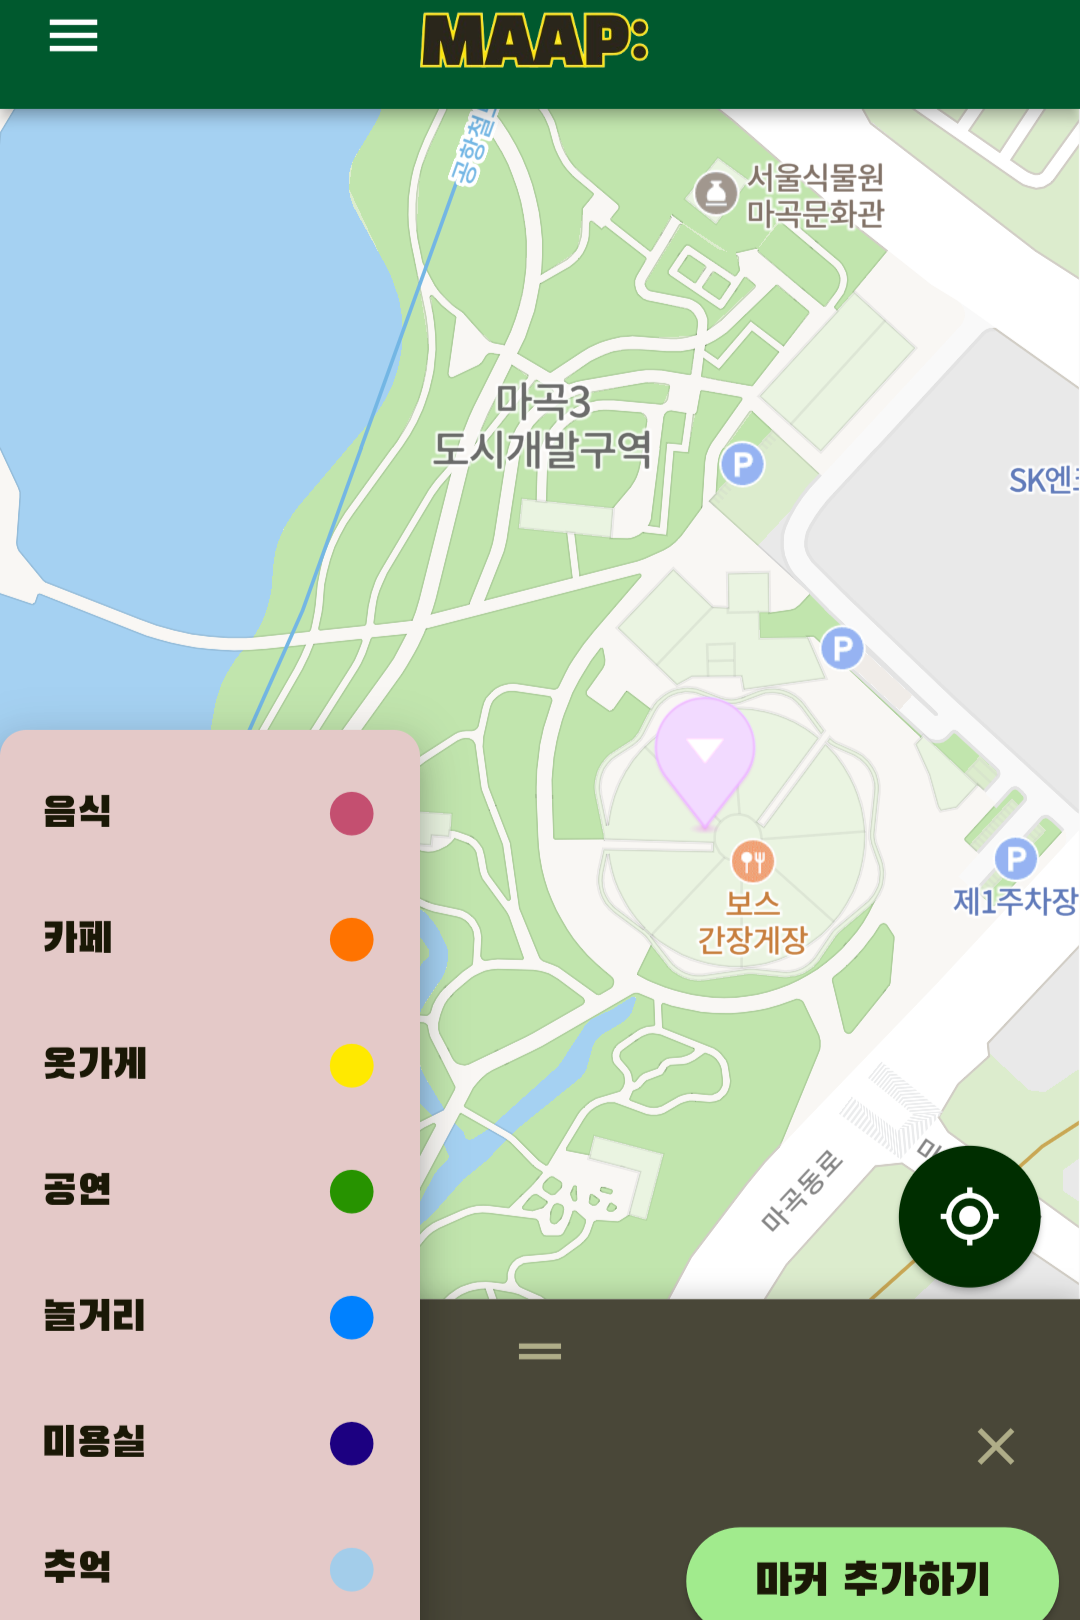 MAAP:
공항철도
서울식물원
마곡문화관
마곡3
도시개발구역
P
SK엔
P
음식
카페
옷가게
공연
놀거리
미용실
추억
보스
간장게장
P
제1주차장
마곡동로
마커 추가하기